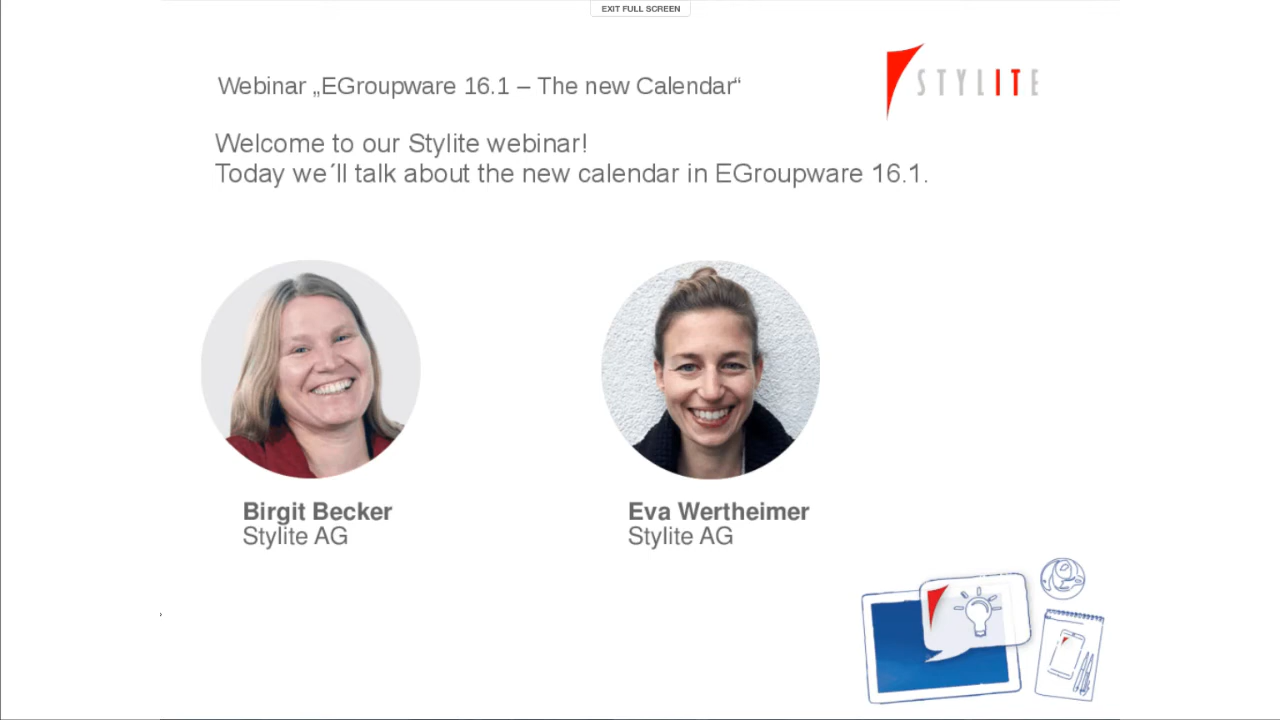 EXIT FULL SCREEN
Webinar „EGroupware 16.1 – The new Calendar“
STYLITE
Welcome to our Stylite webinar!
Today we´ll talk about the new calendar in EGroupware 16.1.
Birgit Becker
Stylite AG
Eva Wertheimer
Stylite AG